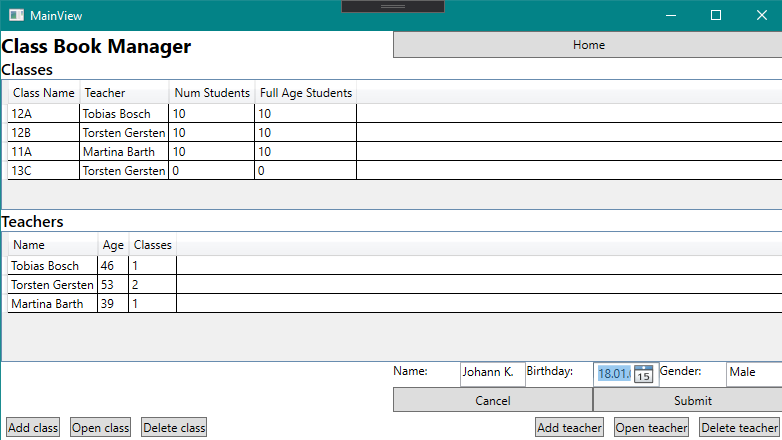 MainView
Class Book Manager Home
Classes
Class Name Teacher Num Students Full Age Students
12A Tobias Bosch 10 10
12B Torsten Gersten 10 10
11A Martina Barth 10 10
13C Torsten Gersten 0 0
Teachers
Name Age Classes
Tobias Bosch 46 1
Torsten Gersten 53 2
Martina Barth 39 1
Name: Johann K. Birthday: 18.01. 15 Gender: Male
Cancel Submit
Add class Open class Delete class Add teacher Open teacher Delete teacher